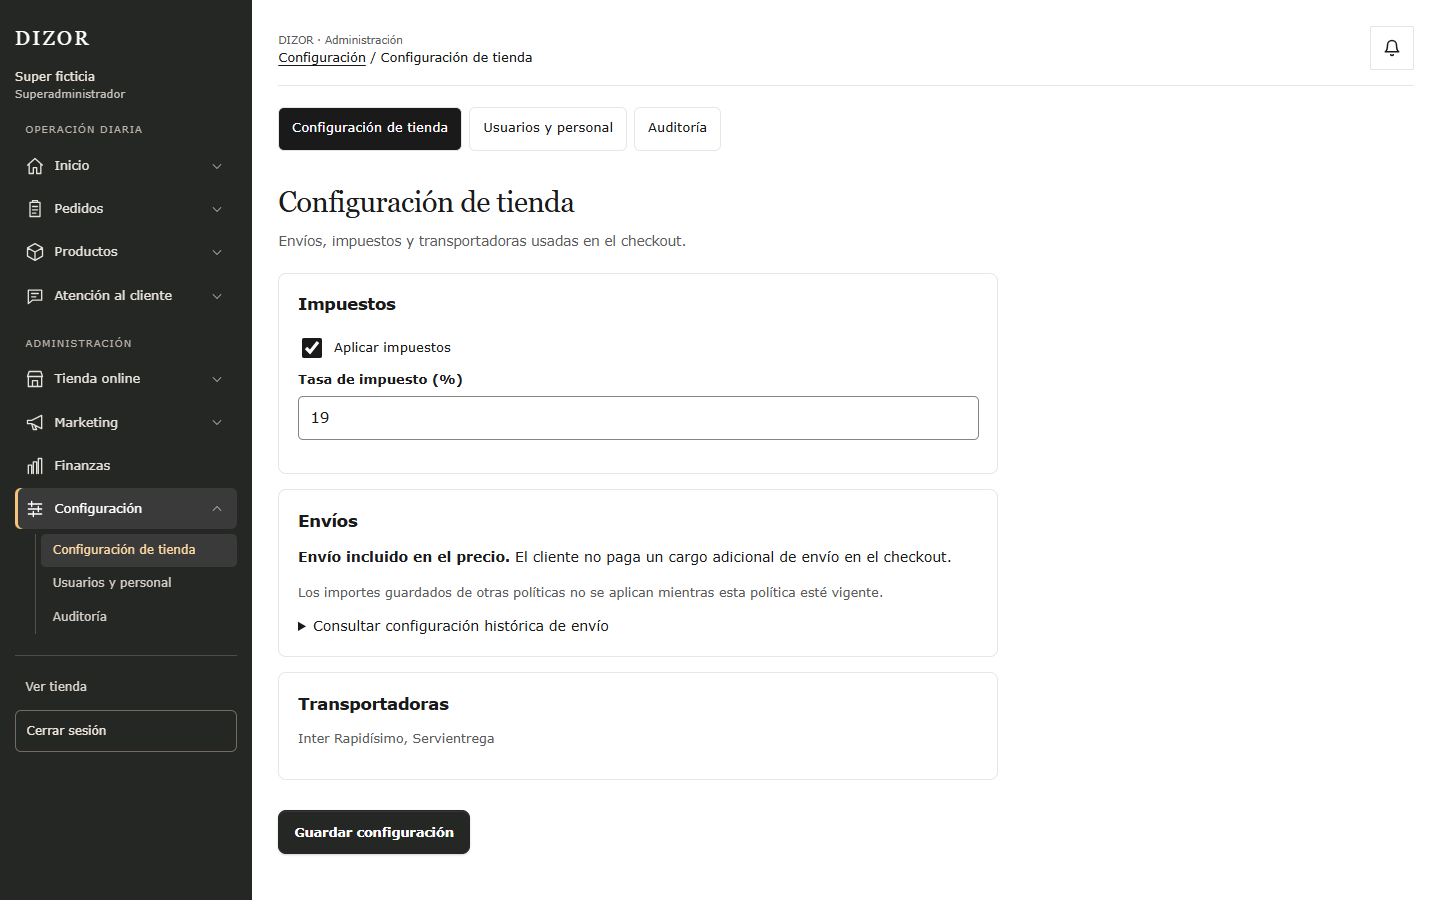 DIZOR
Super ficticia
Superadministrador
OPERACIÓN DIARIA
Inicio
Pedidos
Productos
Atención al cliente
ADMINISTRACIÓN
Tienda online
Marketing
Finanzas
Configuración
Configuración de tienda
Usuarios y personal
Auditoría
Ver tienda
Cerrar sesión
DIZOR · Administración
Configuración / Configuración de tienda
Configuración de tienda
Usuarios y personal
Auditoría
Configuración de tienda
Envíos, impuestos y transportadoras usadas en el checkout.
Impuestos
Aplicar impuestos
Tasa de impuesto (%)
19
Envíos
Envío incluido en el precio. El cliente no paga un cargo adicional de envío en el checkout.
Los importes guardados de otras políticas no se aplican mientras esta política esté vigente.
Consultar configuración histórica de envío
Transportadoras
Inter Rapidísimo, Servientrega
Guardar configuración